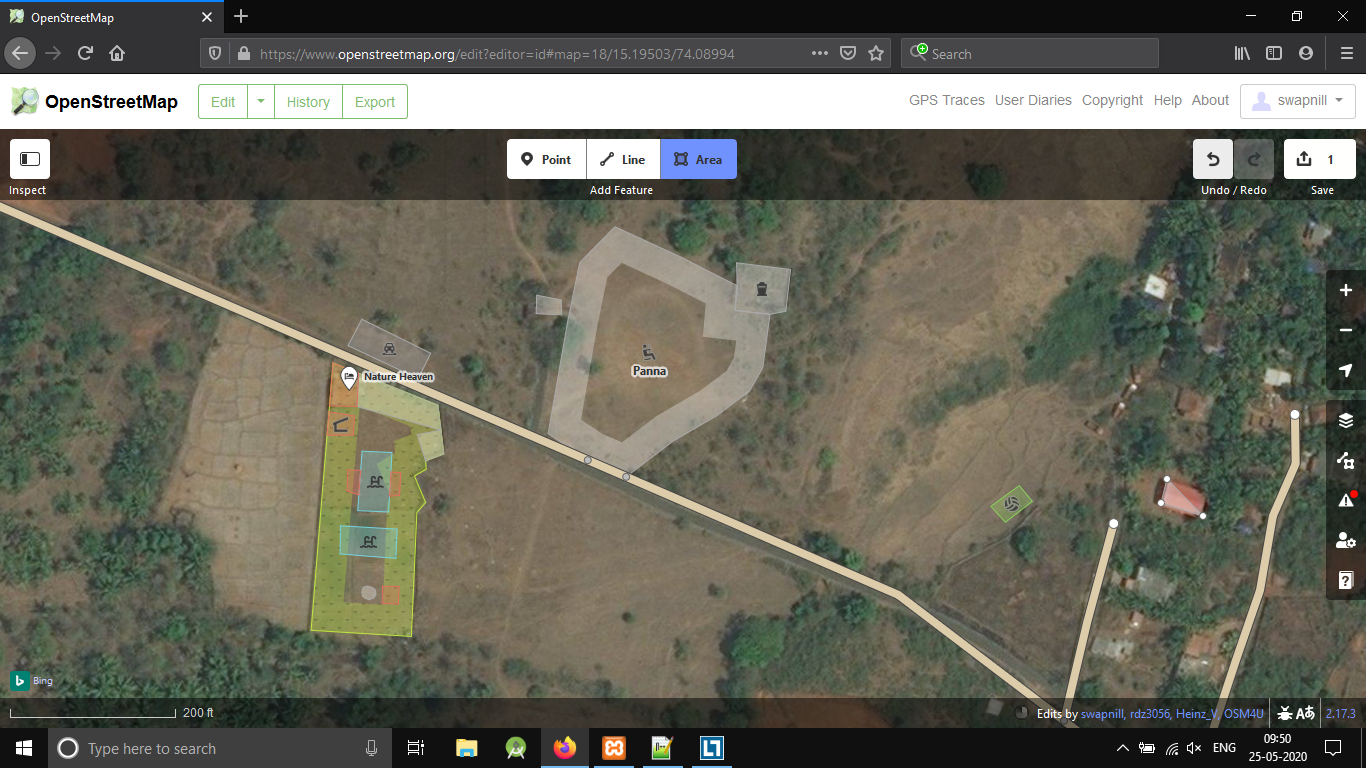 OpenStreetMap
https://www.openstreetmap.org/edit?editor=id#map=18/15.19503/74.08994
Search
OpenStreetMap
Edit
History
Export
GPS Traces
User Diaries
Copyright
Help
About
swapnill
Point
Line
Area
1
Inspect
Add Feature
Undo / Redo
Save
Panna
Nature Heaven
b Bing
200 ft
Edits by swapnill, rdz3056, Heinz_V, OSM4U
2.17.3
Type here to search
ENG
09:50
25-05-2020